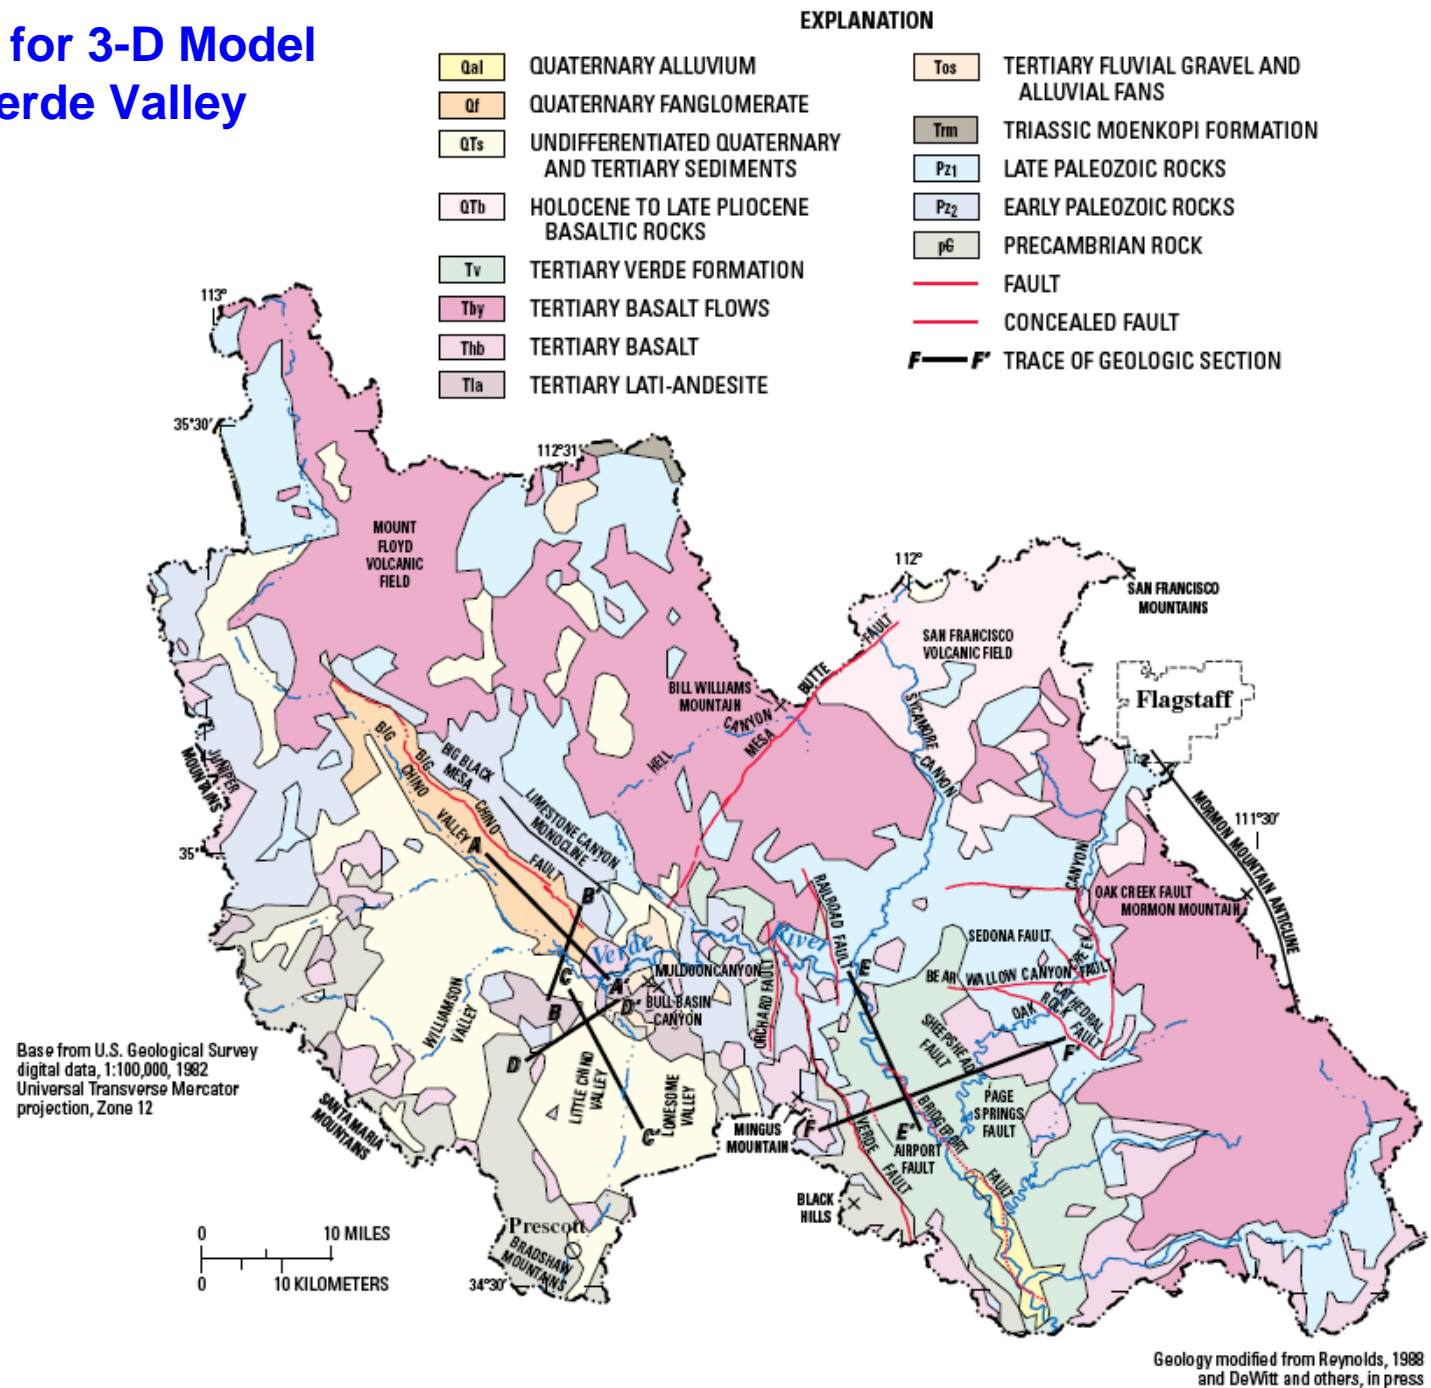 for 3-D Model
erde Valley
EXPLANATION
Qal QUATERNARY ALLUVIUM
Qf QUATERNARY FANGLOMERATE
QTs UNDIFFERENTIATED QUATERNARY
AND TERTIARY SEDIMENTS
QTb HOLOCENE TO LATE PLIOCENE
BASALTIC ROCKS
Tv TERTIARY VERDE FORMATION
Tby TERTIARY BASALT FLOWS
Thb TERTIARY BASALT
Tla TERTIARY LATI-ANDESITE
Tos TERTIARY FLUVIAL GRAVEL AND
ALLUVIAL FANS
Trm TRIASSIC MOENKOPI FORMATION
Pz1 LATE PALEOZOIC ROCKS
Pz2 EARLY PALEOZOIC ROCKS
pЄ PRECAMBRIAN ROCK
FAULT
CONCEALED FAULT
F F' TRACE OF GEOLOGIC SECTION
113°
35°30'
112°31'
MOUNT
FLOYD
VOLCANIC
FIELD
112°
SAN FRANCISCO
MOUNTAINS
SAN FRANCISCO
VOLCANIC FIELD
BILL WILLIAMS
MOUNTAIN
MESA BUTTE FAULT
HELL CANYON
SYCAMORE CANYON
Flagstaff
JUNIPER
MOUNTAINS
BIG CHINO VALLEY
BIG CHINO FAULT
BIG BLACK
MESA
LIMESTONE CANYON
MONOCLINE
MORMON MOUNTAIN ANTICLINE
111°30'
35°
A
B'
OAK CREEK FAULT
MORMON MOUNTAIN
RAILROAD FAULT
OAK CREEK CANYON
SEDONA FAULT
Verde River
BEAR WALLOW CANYON FAULT
CATHEDRAL
ROCK FAULT
MULDOON CANYON
BULL BASIN
CANYON
C
A'
D'
B
D
E
ORCHARD FAULT
WILLIAMSON
VALLEY
SHEEPSHEAD
FAULT
F'
Base from U.S. Geological Survey
digital data, 1:100,000, 1982
Universal Transverse Mercator
projection, Zone 12
SANTA MARIA
MOUNTAINS
LITTLE CHINO
VALLEY
LONESOME
VALLEY
C'
MINGUS
MOUNTAIN
F
VERDE FAULT
E'
BRIDGEPORT FAULT
AIRPORT
FAULT
PAGE
SPRINGS
FAULT
BLACK
HILLS
Prescott
BRADSHAW
MOUNTAINS
34°30'
0 10 MILES
0 10 KILOMETERS
Geology modified from Reynolds, 1988
and DeWitt and others, in press